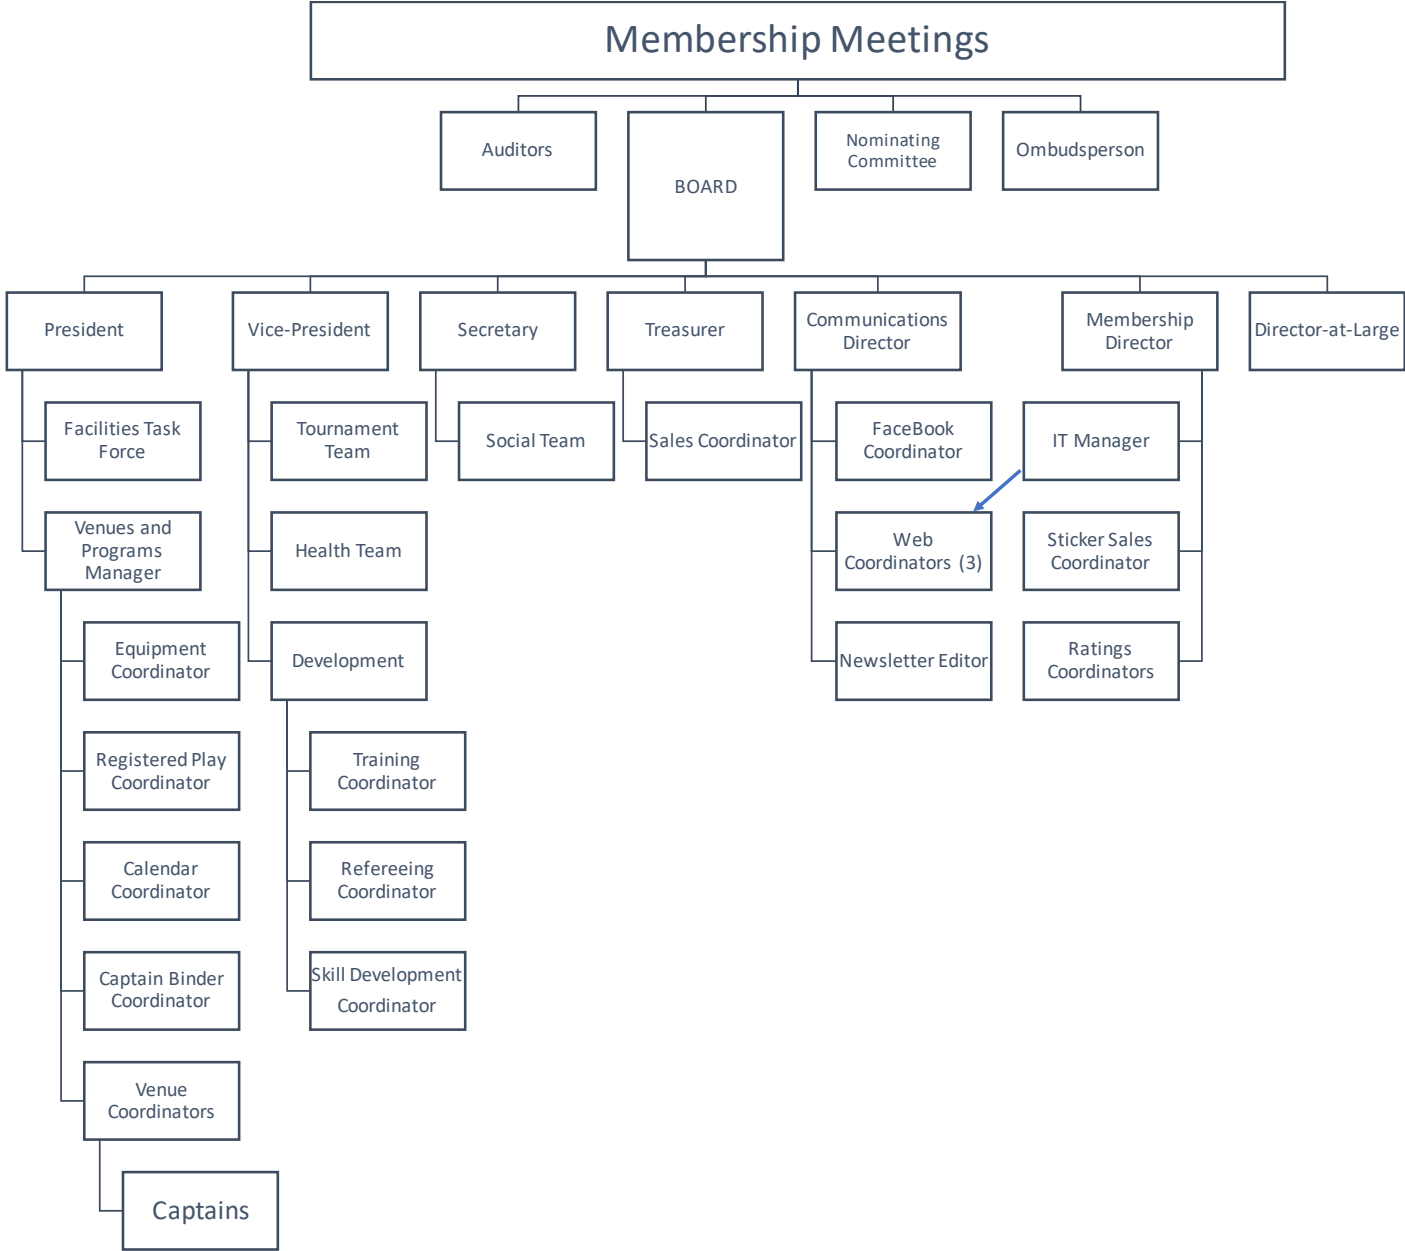 Membership Meetings
Auditors
BOARD
Nominating
Committee
Ombudsperson
President
Vice-President
Secretary
Treasurer
Communications
Director
Membership
Director
Director-at-Large
Facilities Task
Force
Tournament
Team
Social Team
Sales Coordinator
FaceBook
Coordinator
IT Manager
Venues and
Programs
Manager
Health Team
Web
Coordinators (3)
Sticker Sales
Coordinator
Equipment
Coordinator
Development
Newsletter Editor
Ratings
Coordinators
Registered Play
Coordinator
Training
Coordinator
Calendar
Coordinator
Refereeing
Coordinator
Captain Binder
Coordinator
Skill Development
Coordinator
Venue
Coordinators
Captains